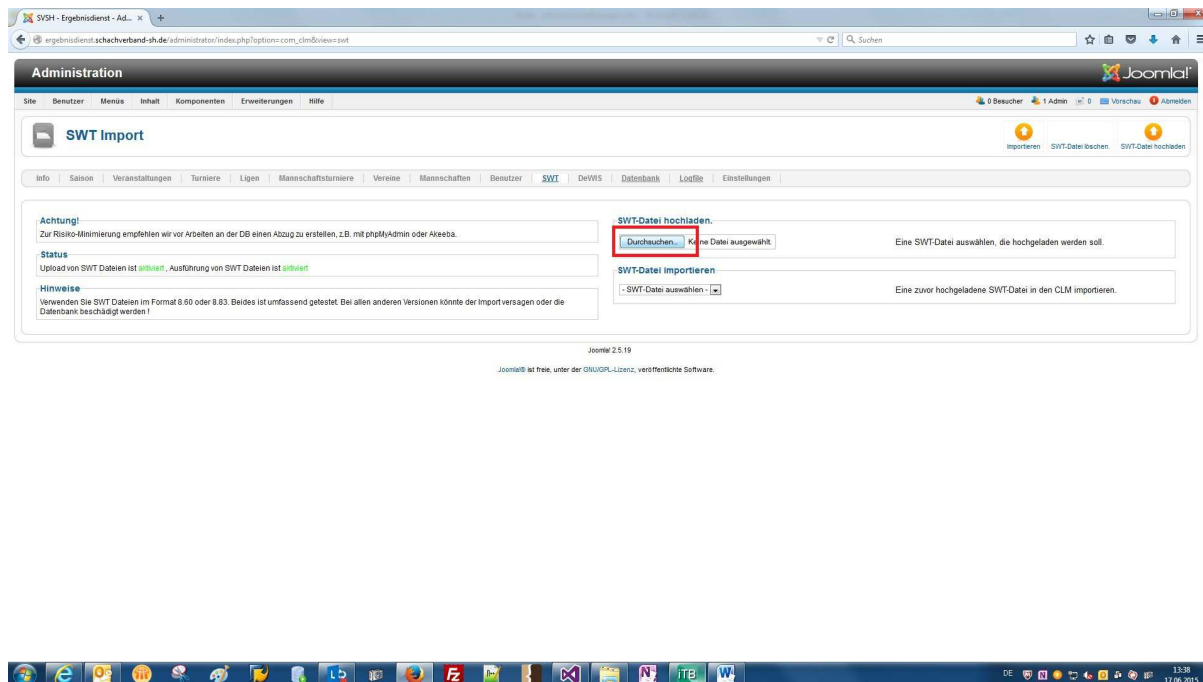 SVSH - Ergebnisdienst - Ad... × +
ergebnisdienst.schachverband-sh.de/administrator/index.php?option=com_clm&view=swt
Suchen
Administration
Joomla!
Site Benutzer Menüs Inhalt Komponenten Erweiterungen Hilfe
0 Besucher 1 Admin 0 Vorschau Abmelden
SWT Import
Importieren SWT-Datei löschen SWT-Datei hochladen
Info Saison Veranstaltungen Turniere Ligen Mannschaftsturniere Vereine Mannschaften Benutzer SWT DeWIS Datenbank Logfile Einstellungen
Achtung!
Zur Risiko-Minimierung empfehlen wir vor Arbeiten an der DB einen Abzug zu erstellen, z.B. mit phpMyAdmin oder Akeeba.
Status
Upload von SWT Dateien ist aktiviert , Ausführung von SWT Dateien ist aktiviert
Hinweise
Verwenden Sie SWT Dateien im Format 8.60 oder 8.83. Beides ist umfassend getestet. Bei allen anderen Versionen könnte der Import versagen oder die
Datenbank beschädigt werden !
SWT-Datei hochladen.
Durchsuchen... Keine Datei ausgewählt.
Eine SWT-Datei auswählen, die hochgeladen werden soll.
SWT-Datei importieren
- SWT-Datei auswählen -
Eine zuvor hochgeladene SWT-Datei in den CLM importieren.
Joomla! 2.5.19
Joomla!® ist freie, unter der GNU/GPL-Lizenz, veröffentlichte Software.
DE
13:38
17.06.2015